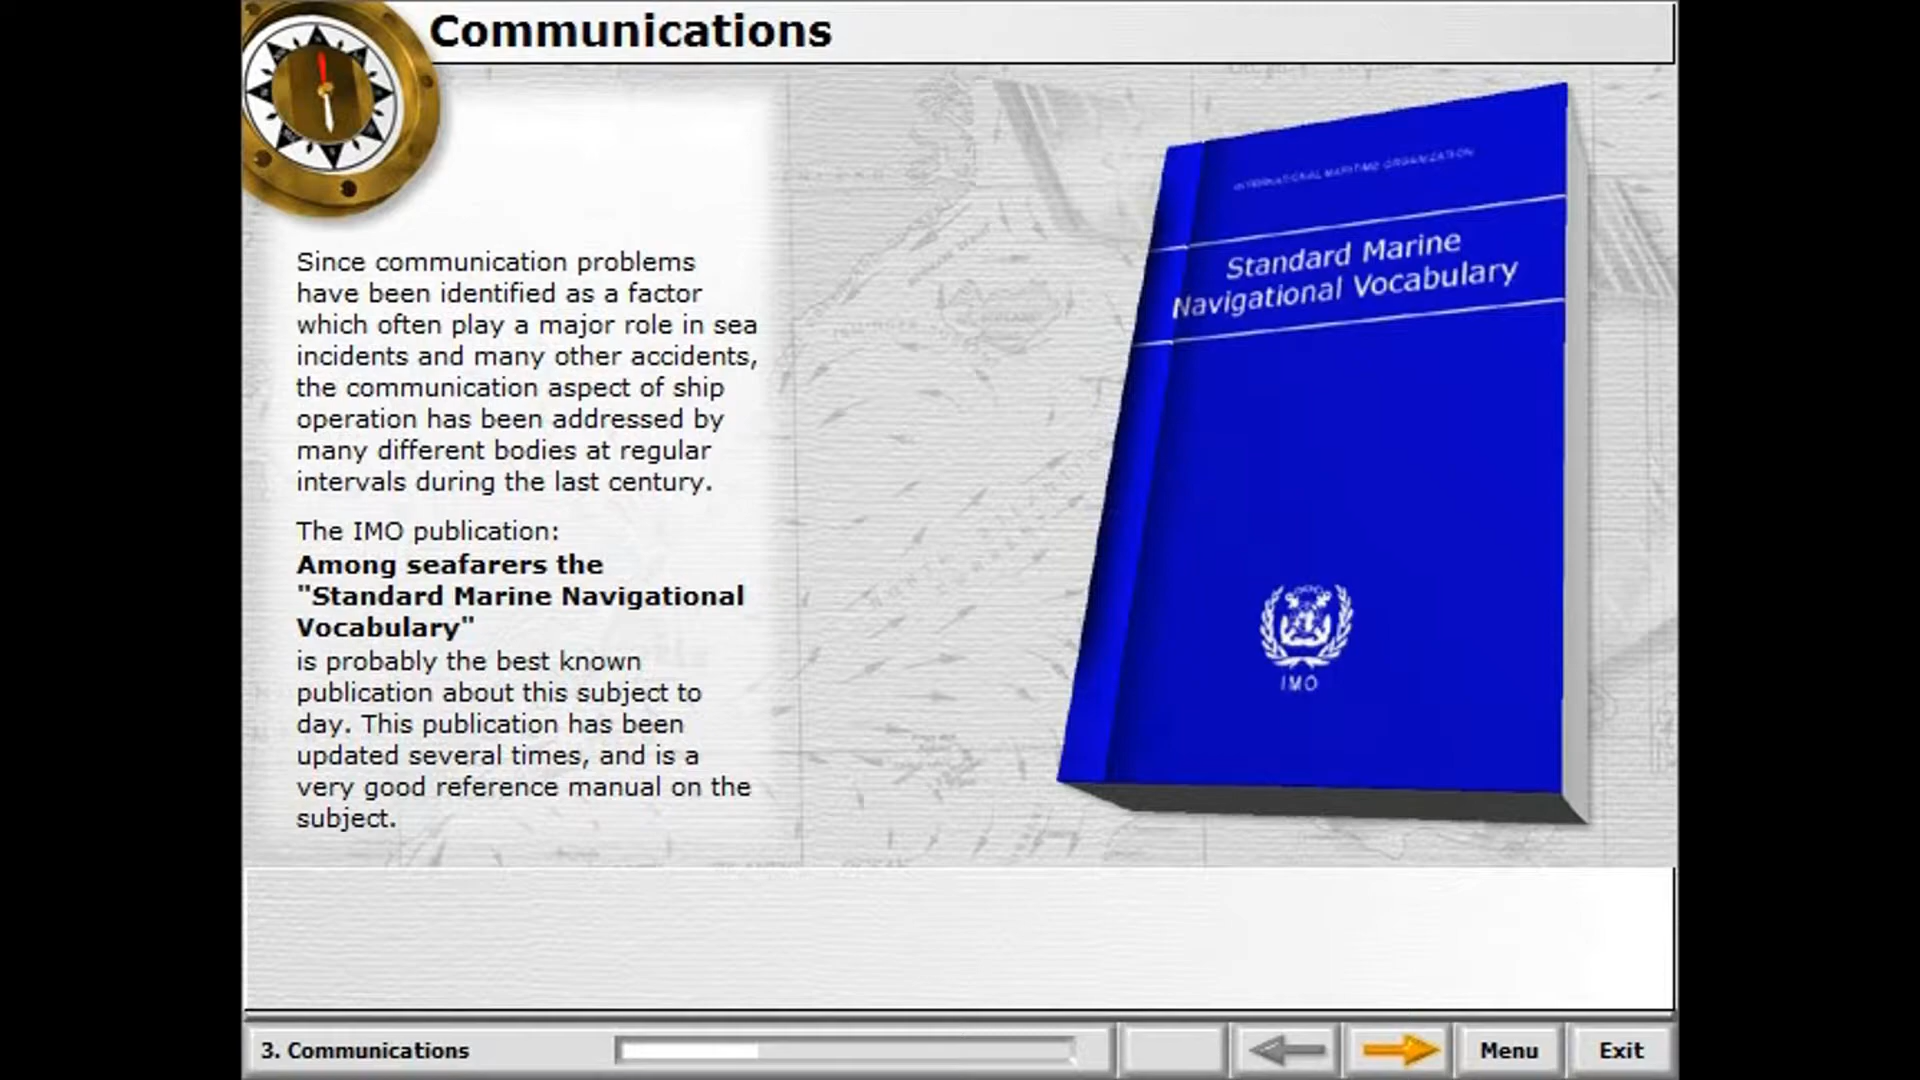 Communications
Since communication problems
have been identified as a factor
which often play a major role in sea
incidents and many other accidents,
the communication aspect of ship
operation has been addressed by
many different bodies at regular
intervals during the last century.
The IMO publication:
Among seafarers the
"Standard Marine Navigational
Vocabulary"
is probably the best known
publication about this subject to
day. This publication has been
updated several times, and is a
very good reference manual on the
subject.
INTERNATIONAL MARITIME ORGANIZATION
Standard Marine
Navigational Vocabulary
IMO
3. Communications
Menu
Exit